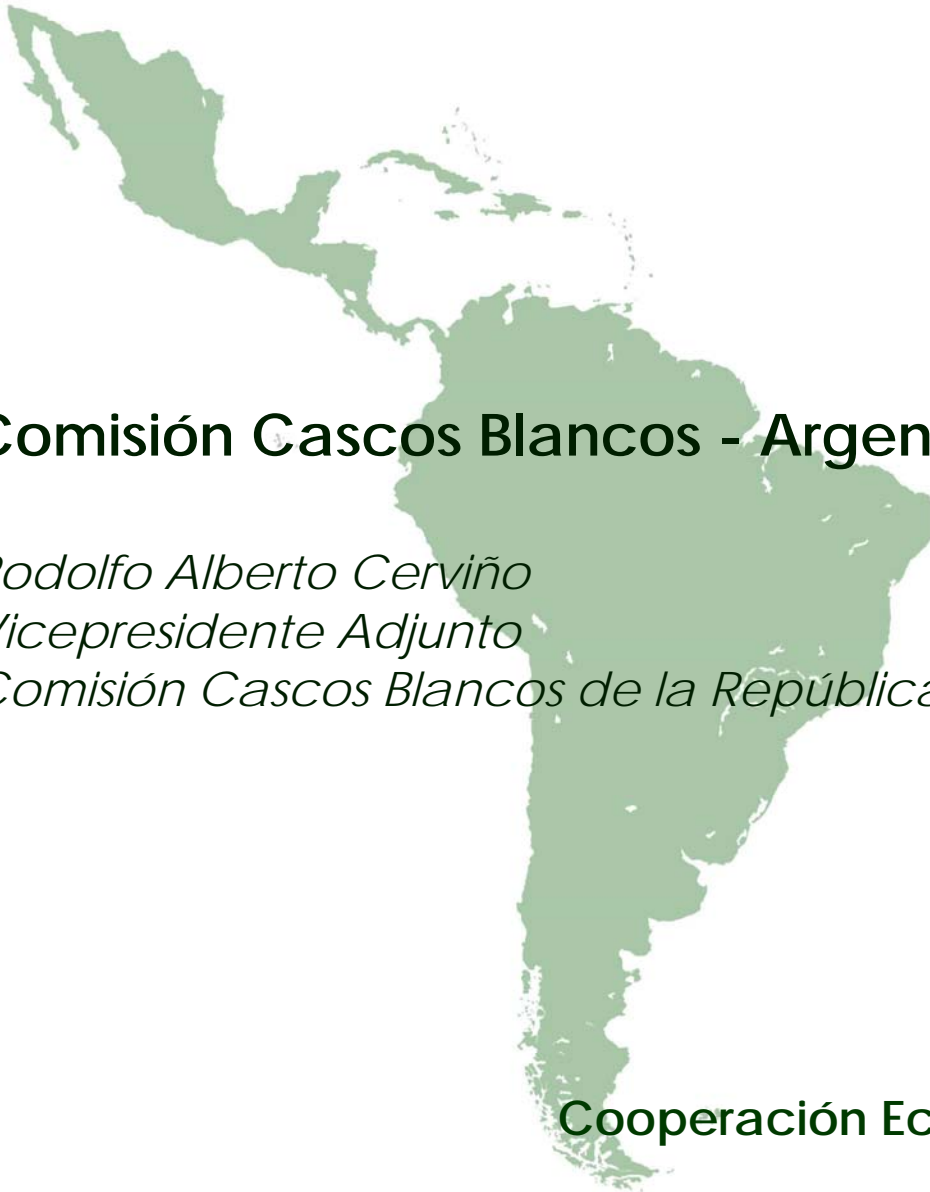 Comisión Cascos Blancos - Argen
Rodolfo Alberto Cerviño
Vicepresidente Adjunto
Comisión Cascos Blancos de la República
Cooperación Ec